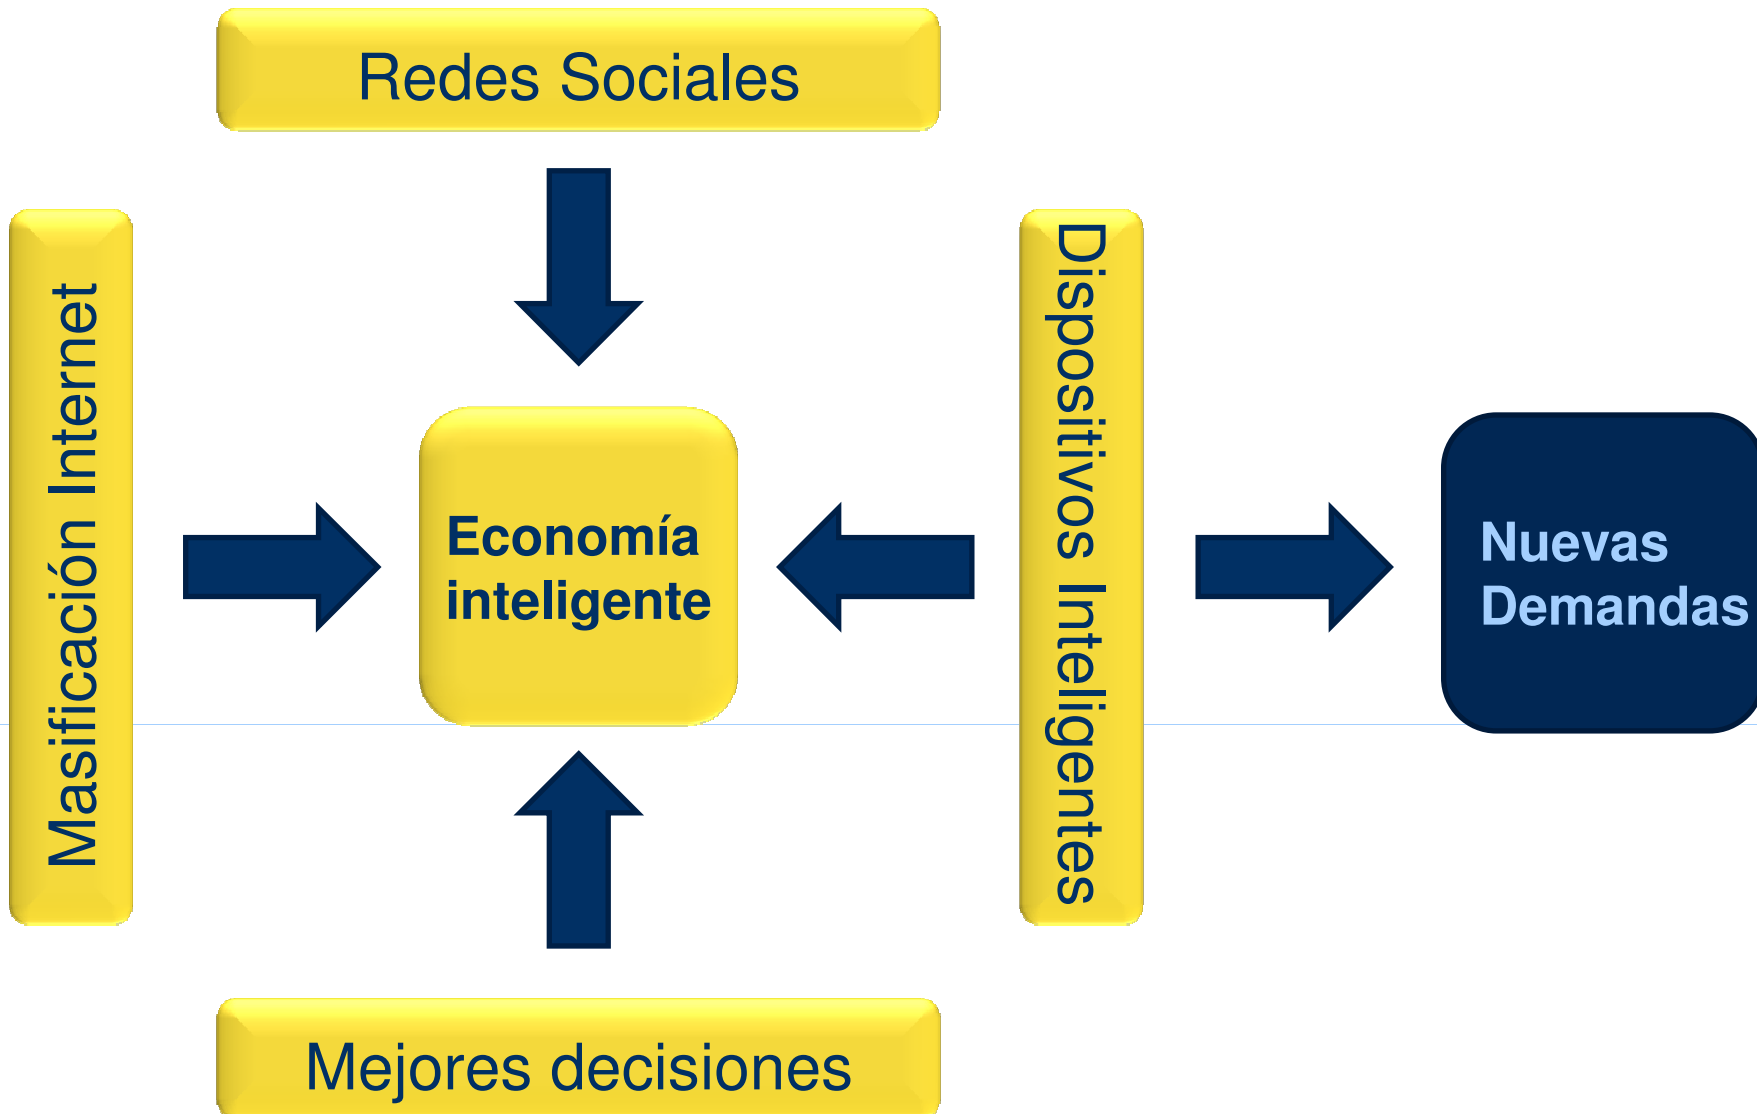 Redes Sociales
Masificación Internet
Economía
inteligente
Dispositivos Inteligentes
Nuevas
Demandas
Mejores decisiones